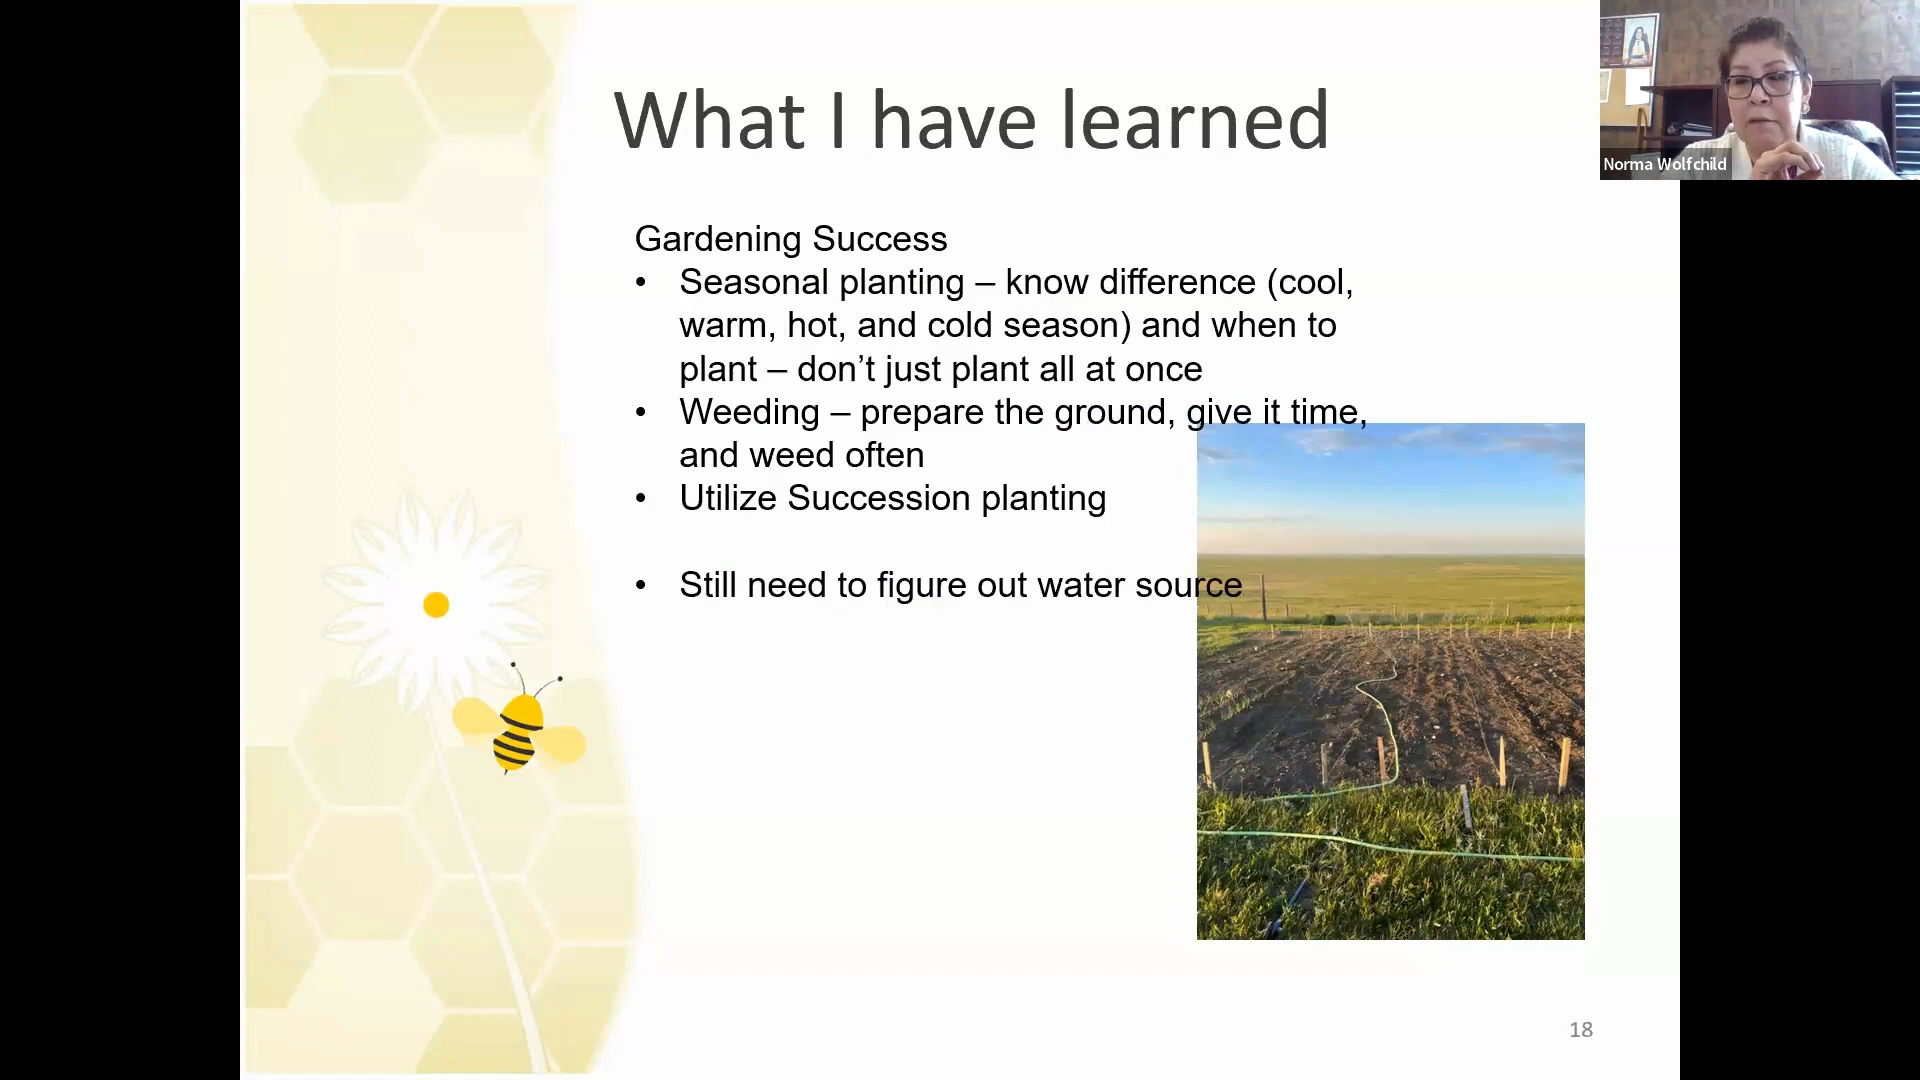 What I have learned
Norma Wolfchild
Gardening Success
• Seasonal planting – know difference (cool,
warm, hot, and cold season) and when to
plant – don’t just plant all at once
• Weeding – prepare the ground, give it time,
and weed often
• Utilize Succession planting
• Still need to figure out water source
18